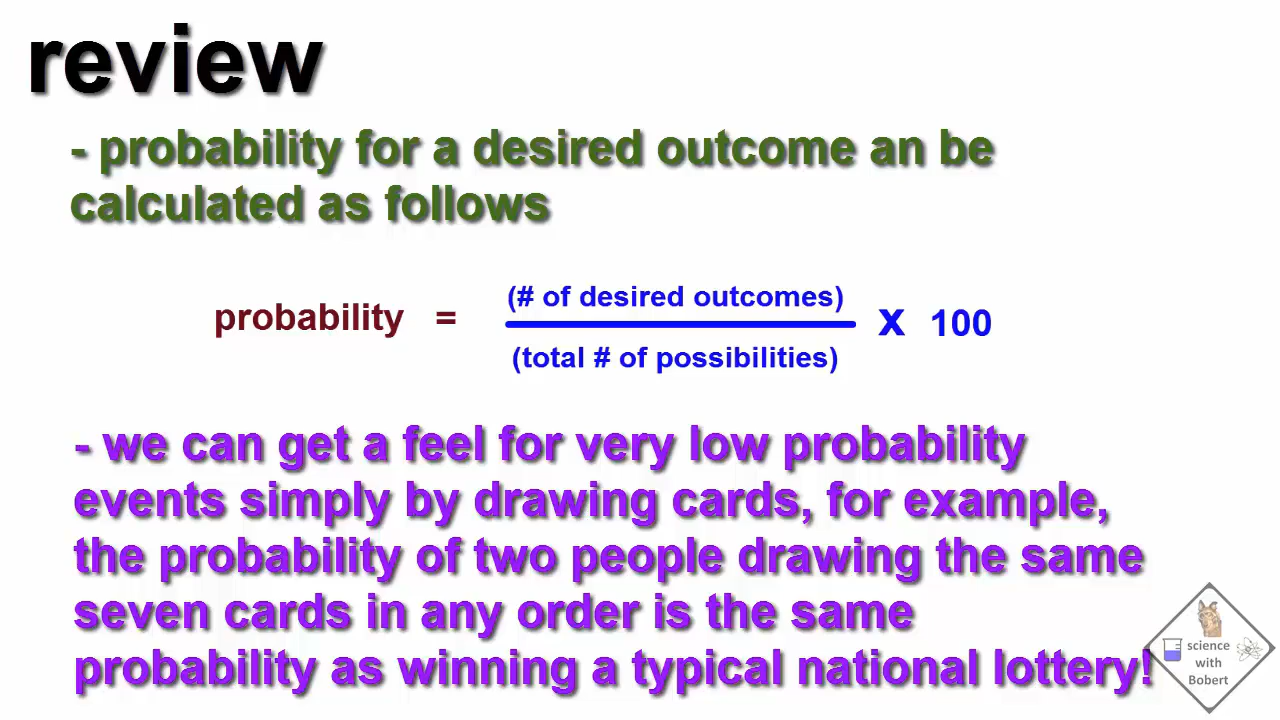 review
- probability for a desired outcome an be
calculated as follows
(# of desired outcomes)
probability = x 100
(total # of possibilities)
- we can get a feel for very low probability
events simply by drawing cards, for example,
the probability of two people drawing the same
seven cards in any order is the same
probability as winning a typical national lottery!
science
with
Bobert